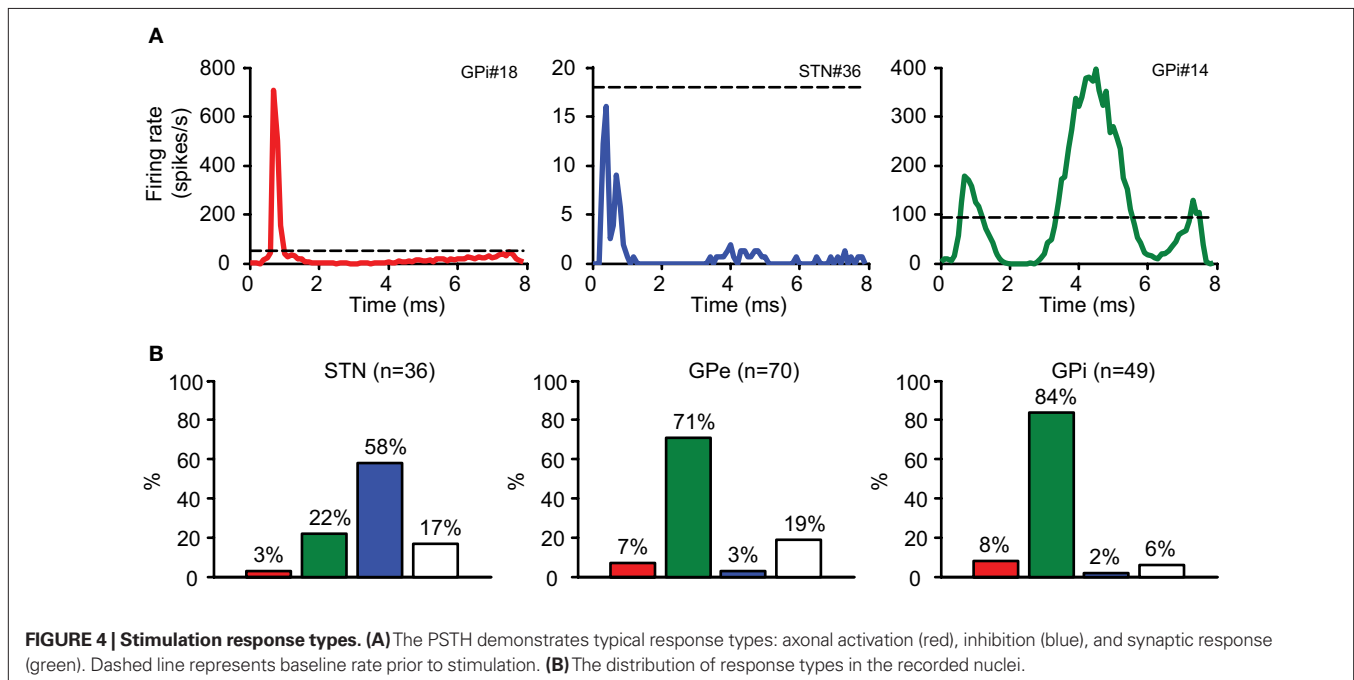 A
GPi#18
STN#36
GPi#14
Firing rate
(spikes/s)
800
600
400
200
0
0 2 4 6 8
Time (ms)
20
15
10
5
0
0 2 4 6 8
Time (ms)
400
300
200
100
0
0 2 4 6 8
Time (ms)
B
STN (n=36)
%
100
80
60
40
20
0
3%
22%
58%
17%
GPe (n=70)
%
100
80
60
40
20
0
7%
71%
3%
19%
GPi (n=49)
%
100
80
60
40
20
0
8%
84%
2%
6%
FIGURE 4 | Stimulation response types. (A) The PSTH demonstrates typical response types: axonal activation (red), inhibition (blue), and synaptic response
(green). Dashed line represents baseline rate prior to stimulation. (B) The distribution of response types in the recorded nuclei.